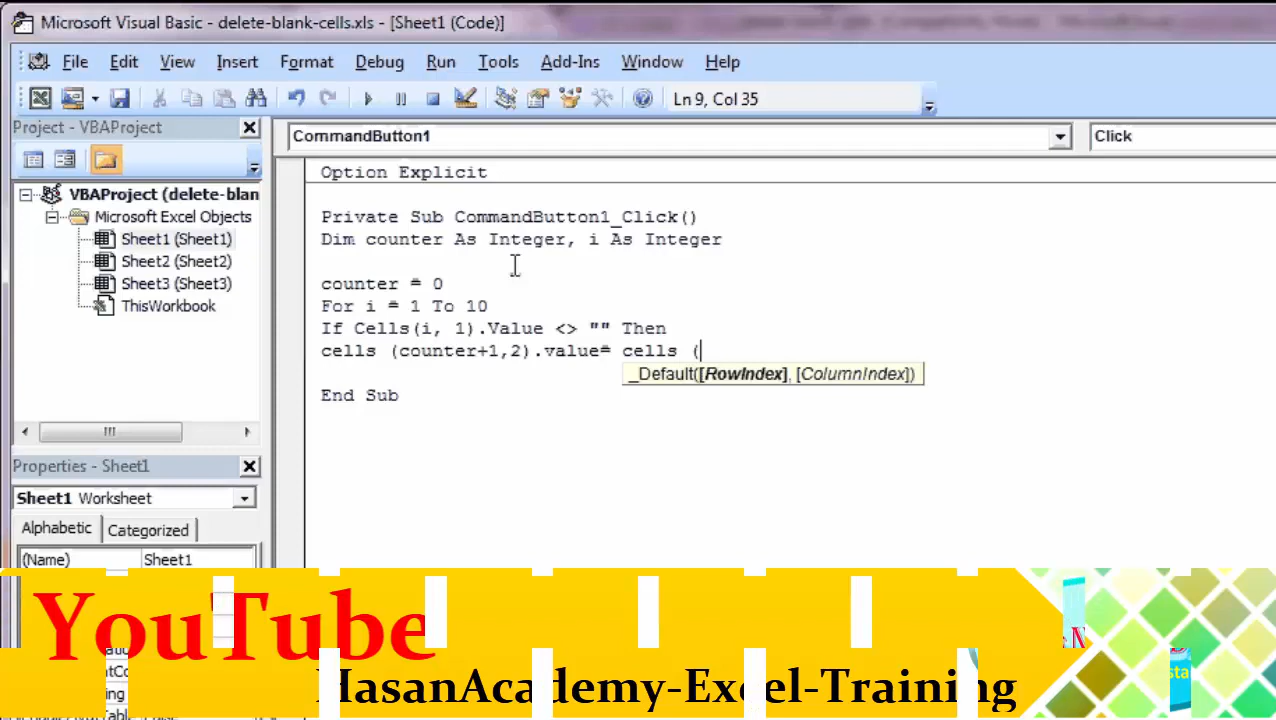 Microsoft Visual Basic - delete-blank-cells.xls - [Sheet1 (Code)]
File Edit View Insert Format Debug Run Tools Add-Ins Window Help
Ln 9, Col 35
Project - VBAProject
CommandButton1
Click
VBAProject (delete-blan
Microsoft Excel Objects
Sheet1 (Sheet1)
Sheet2 (Sheet2)
Sheet3 (Sheet3)
ThisWorkbook
Option Explicit
Private Sub CommandButton1_Click()
Dim counter As Integer, i As Integer
counter = 0
For i = 1 To 10
If Cells(i, 1).Value <> "" Then
cells (counter+1,2).value= cells (
_Default([RowIndex], [ColumnIndex])
End Sub
Properties - Sheet1
Sheet1 Worksheet
Alphabetic Categorized
(Name) Sheet1
YouTube
HasanAcademy-Excel-Training